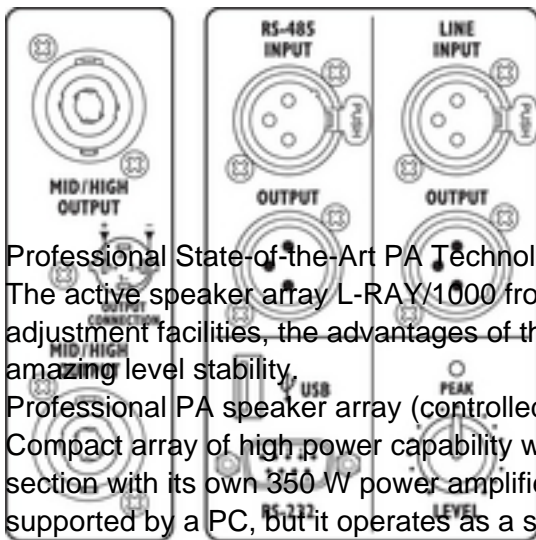 RS-485
INPUT
LINE
INPUT
PUSH
PUSH
MID/HIGH
OUTPUT
OUTPUT
OUTPUT
Professional State-of-the-Art PA Technol
The active speaker array L-RAY/1000 fro
OUTPUT
CONNECTION
adjustment facilities, the advantages of th
MID/HIGH
OUTPUT
amazing level stability.
USB
PEAK
Professional PA speaker array (controlled
Compact array of high power capability w
section with its own 350 W power amplifie
RS-232
LEVEL
supported by a PC, but it operates as a s